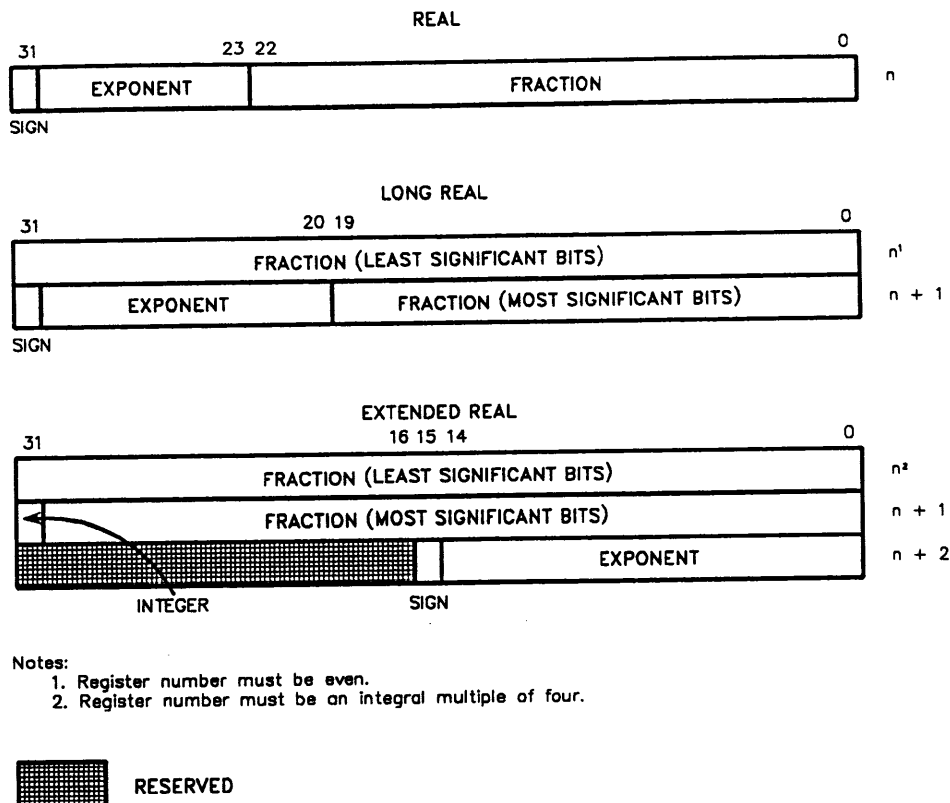 REAL
31 23 22 0
EXPONENT FRACTION n
SIGN
LONG REAL
31 20 19 0
FRACTION (LEAST SIGNIFICANT BITS) n¹
EXPONENT FRACTION (MOST SIGNIFICANT BITS) n + 1
SIGN
EXTENDED REAL
31 16 15 14 0
FRACTION (LEAST SIGNIFICANT BITS) n²
FRACTION (MOST SIGNIFICANT BITS) n + 1
EXPONENT n + 2
INTEGER SIGN
Notes:
1. Register number must be even.
2. Register number must be an integral multiple of four.
RESERVED